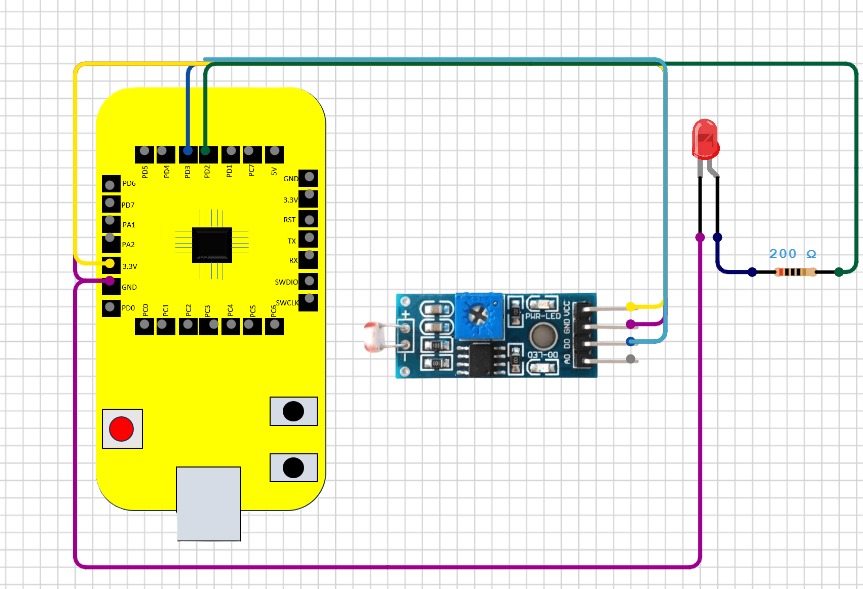 PD5 PD4 PD3 PD2 PD1 PC7 5V
PD6
PD7
PA1
PA2
3.3V
GND
PD0
GND
3.3V
RST
TX
RX
SWDIO
SWCLK
PC0 PC1 PC2 PC3 PC4 PC5 PC6
+
−
PWR-LED
DO-LED
VCC
GND
DO
AO
200 Ω